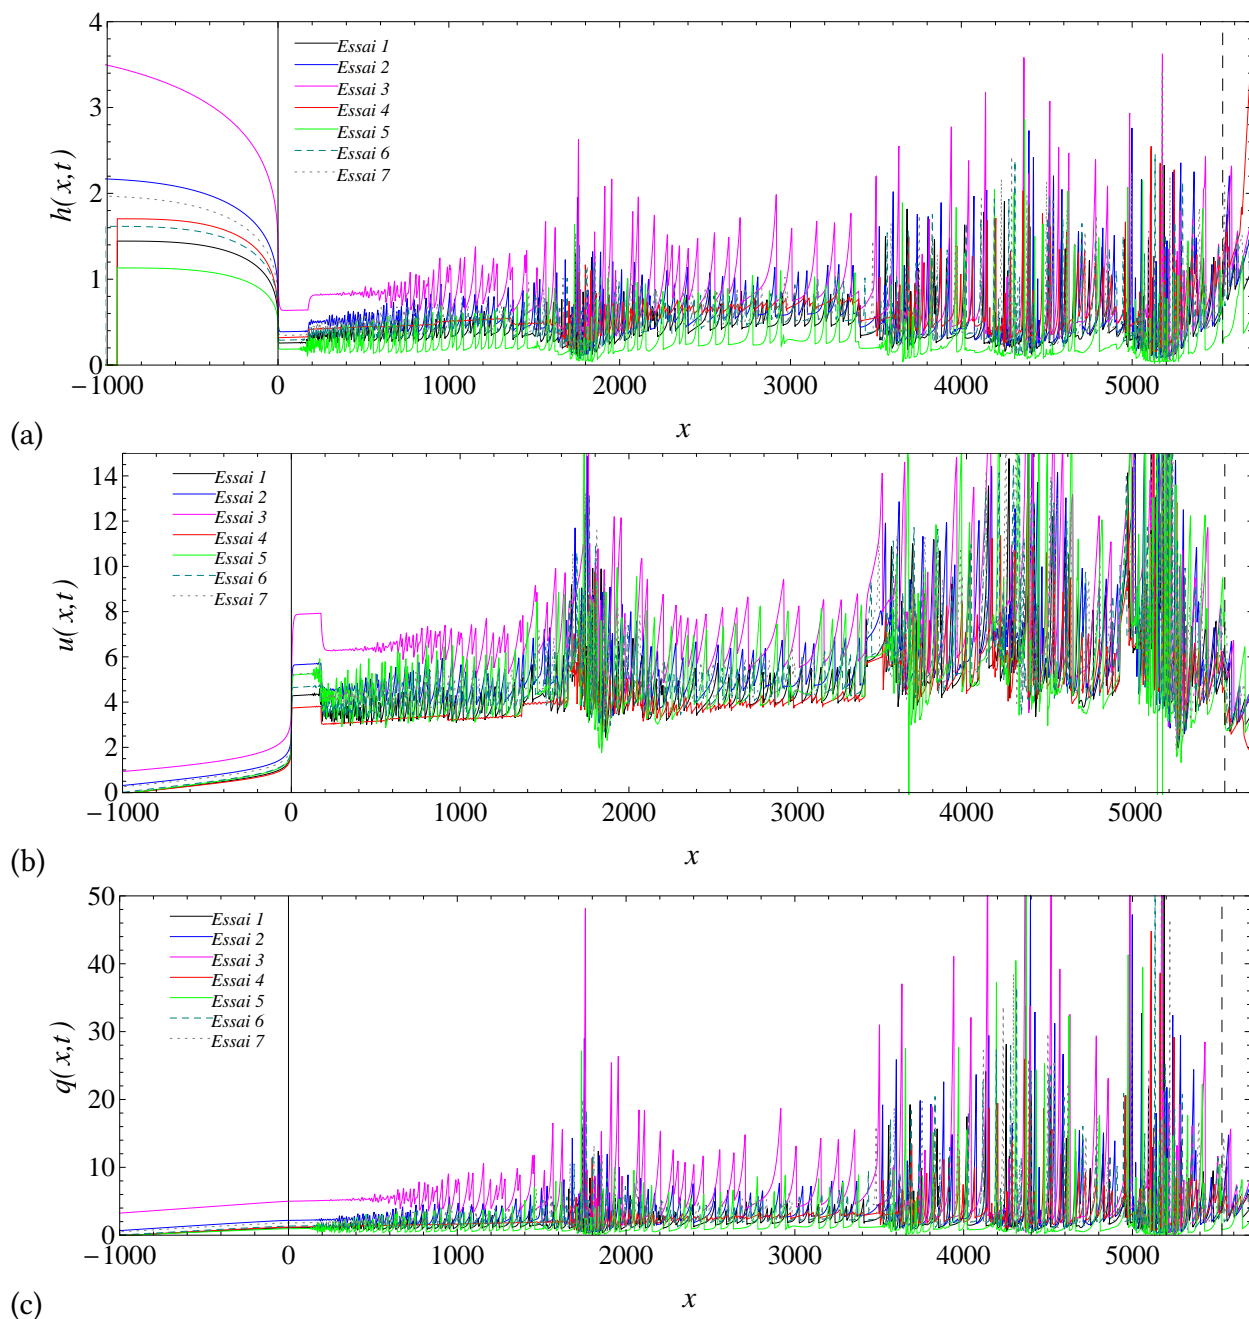 4
3
2
1
0
h(x,t)
Essai 1
Essai 2
Essai 3
Essai 4
Essai 5
Essai 6
Essai 7
−1000 0 1000 2000 3000 4000 5000
(a) x
14
12
10
8
6
4
2
0
u(x,t)
Essai 1
Essai 2
Essai 3
Essai 4
Essai 5
Essai 6
Essai 7
−1000 0 1000 2000 3000 4000 5000
(b) x
50
40
30
20
10
0
q(x,t)
Essai 1
Essai 2
Essai 3
Essai 4
Essai 5
Essai 6
Essai 7
−1000 0 1000 2000 3000 4000 5000
(c) x